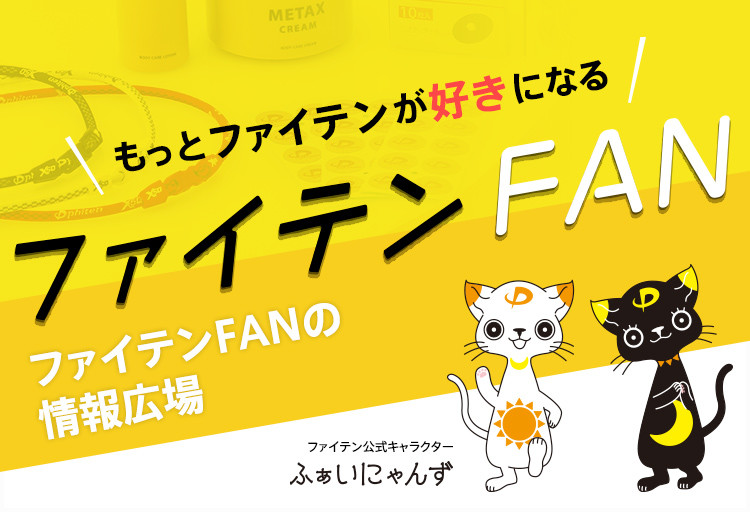 METAX
CREAM
10
phiten
もっとファイテンが好きになる
ファイテンFAN
ファイテンFANの
情報広場
ファイテン公式キャラクター
ふぁいにゃんず